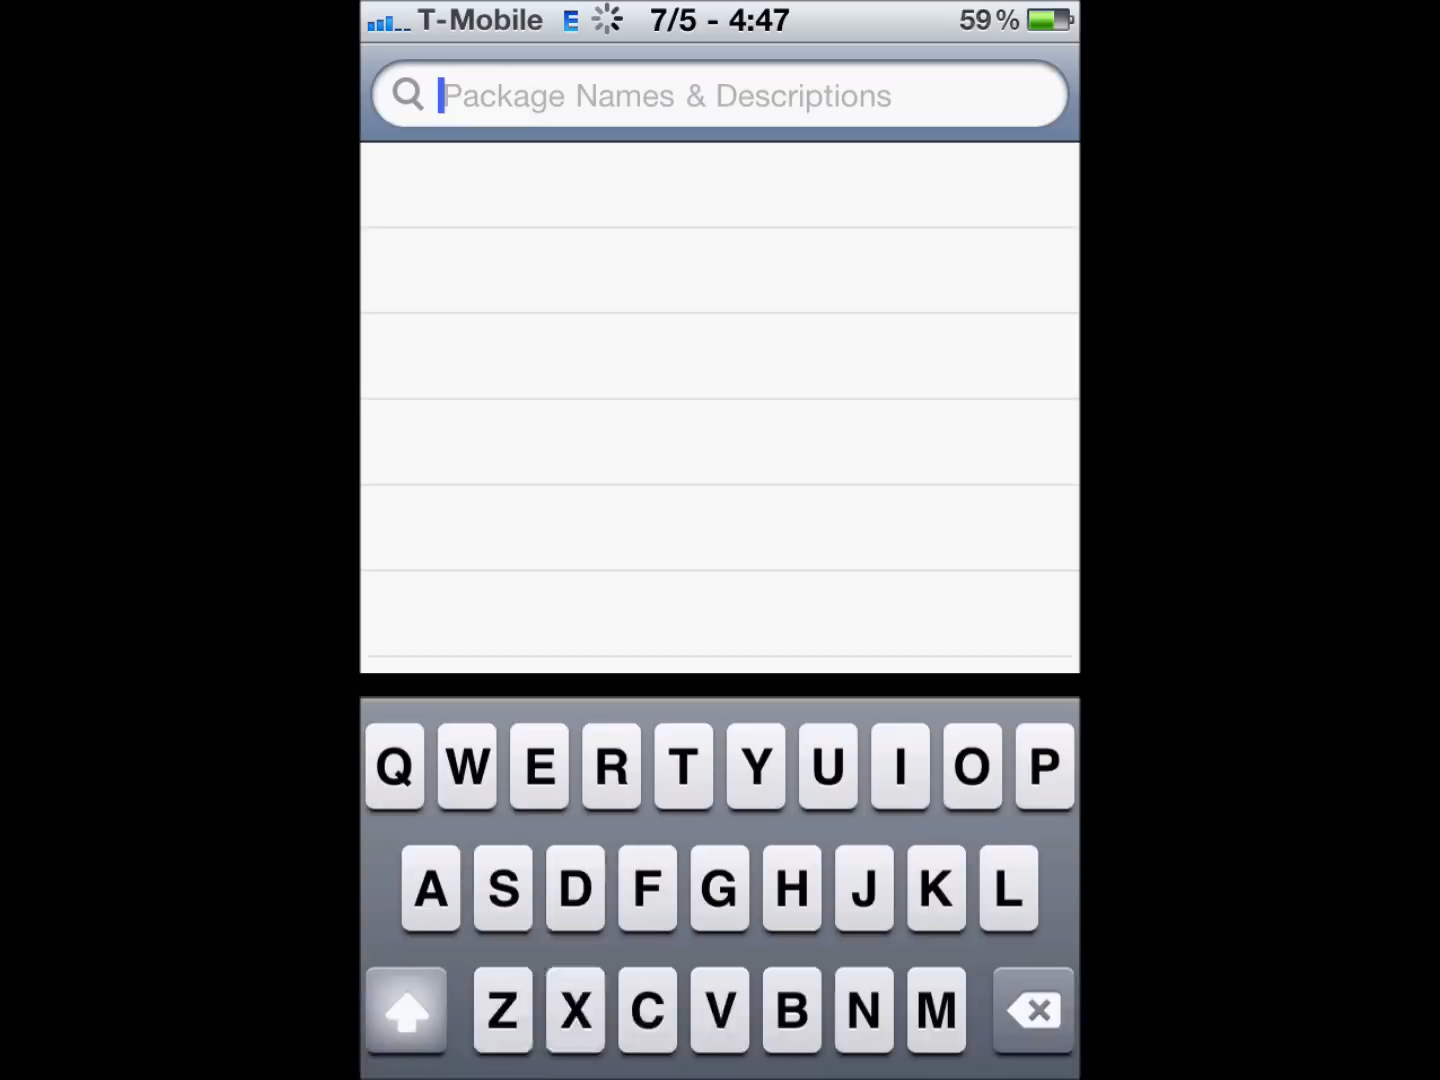 T-Mobile E 7/5 - 4:47 59%
Package Names & Descriptions
Q W E R T Y U I O P
A S D F G H J K L
Z X C V B N M